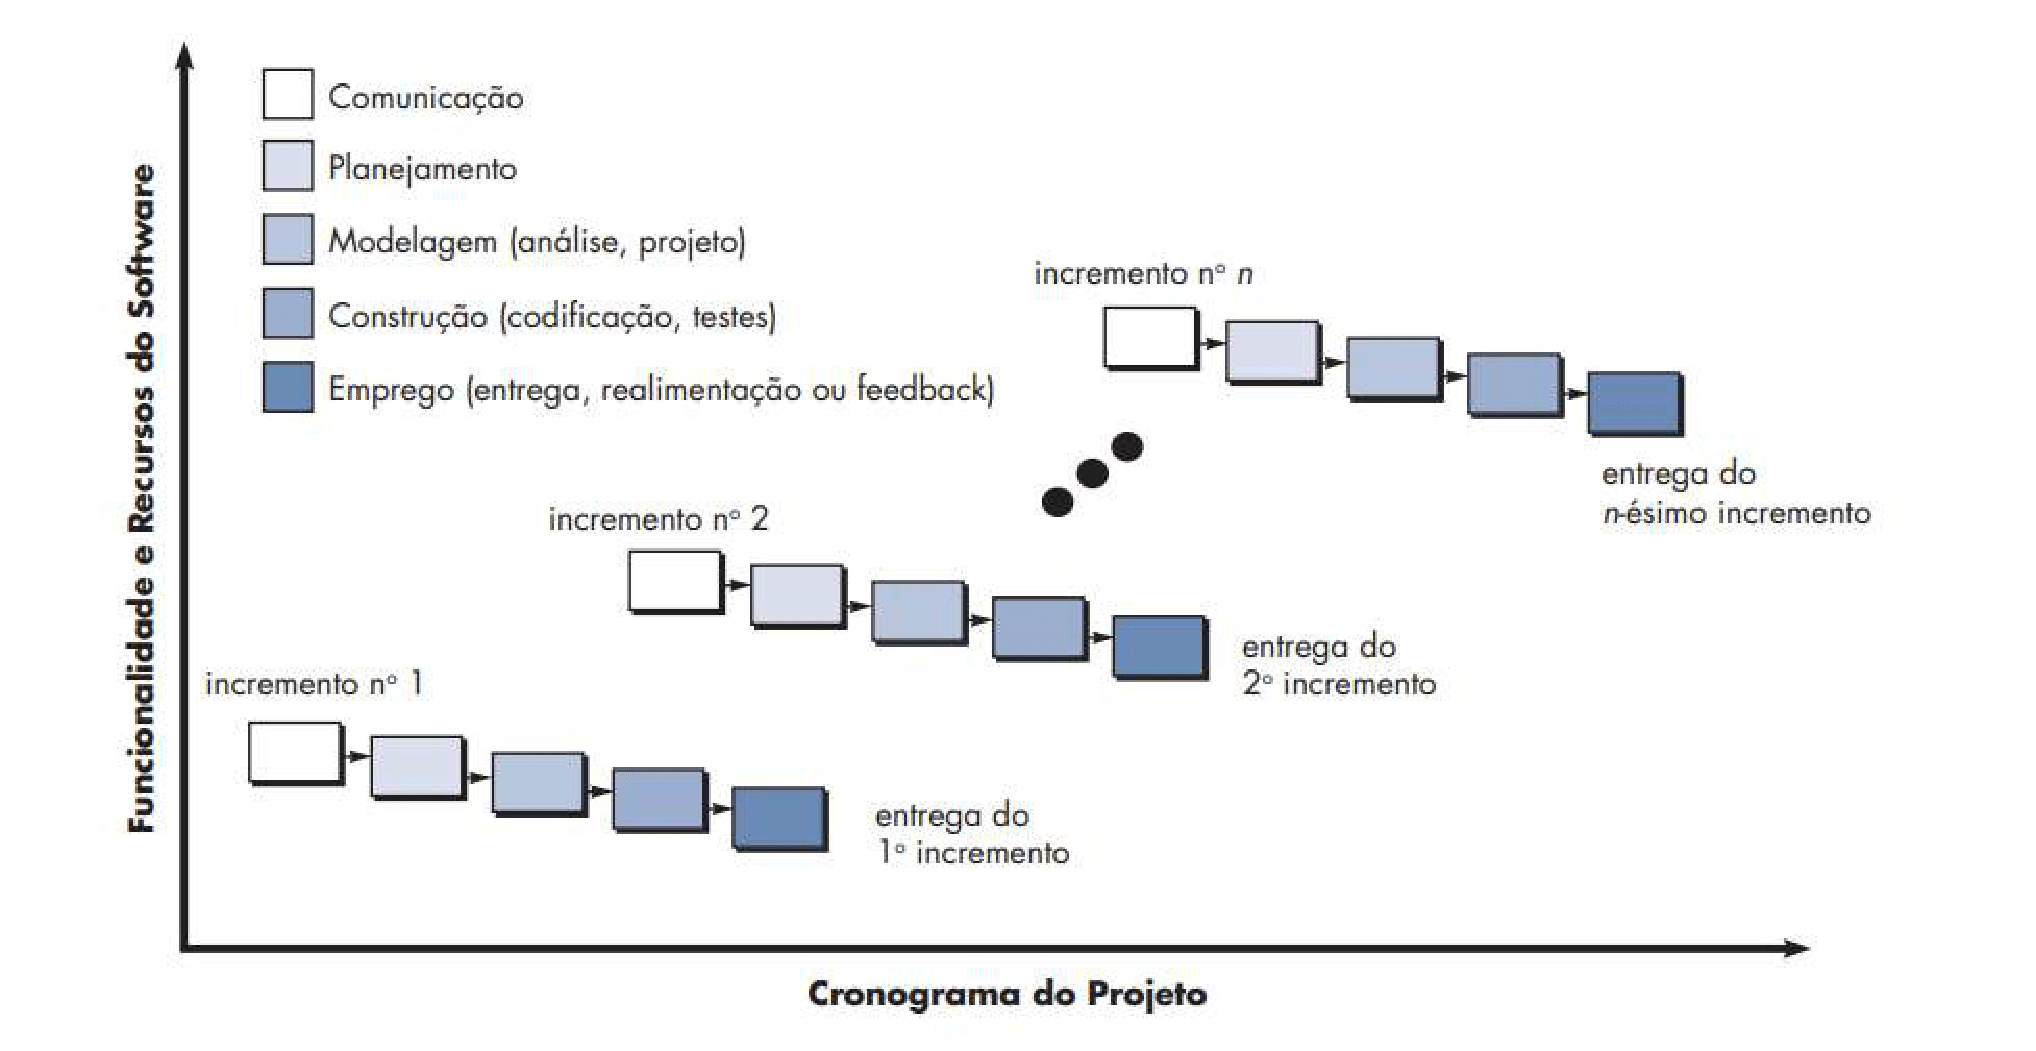 Funcionalidade e Recursos do Software
Comunicação
Planejamento
Modelagem (análise, projeto)
Construção (codificação, testes)
Emprego (entrega, realimentação ou feedback)
incremento nº n
entrega do
n-ésimo incremento
incremento nº 2
entrega do
2º incremento
incremento nº 1
entrega do
1º incremento
Cronograma do Projeto